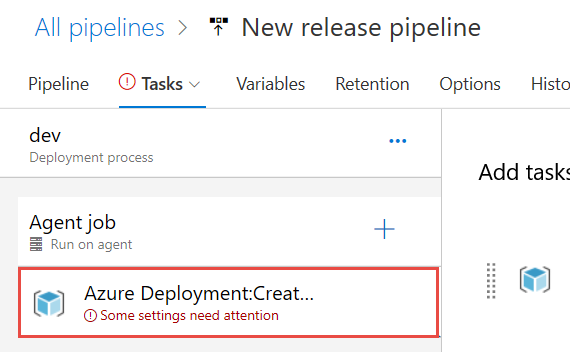 All pipelines > New release pipeline
Pipeline Tasks Variables Retention Options Histo
dev
Deployment process
Add tasks
Agent job
Run on agent
Azure Deployment:Creat...
Some settings need attention